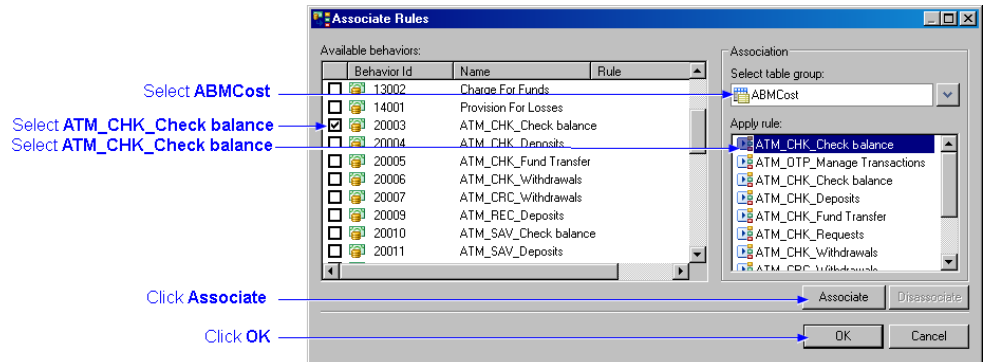 Associate Rules
Available behaviors:
Behavior Id Name Rule
13002 Charge For Funds
14001 Provision For Losses
20003 ATM_CHK_Check balance
20004 ATM_CHK_Deposits
20005 ATM_CHK_Fund Transfer
20006 ATM_CHK_Withdrawals
20007 ATM_CRC_Withdrawals
20009 ATM_REC_Deposits
20010 ATM_SAV_Check balance
20011 ATM_SAV_Deposits
Association
Select table group:
ABMCost
Apply rule:
ATM_CHK_Check balance
ATM_OTP_Manage Transactions
ATM_CHK_Check balance
ATM_CHK_Deposits
ATM_CHK_Fund Transfer
ATM_CHK_Requests
ATM_CHK_Withdrawals
ATM_CRC_Withdrawals
Associate Disassociate
OK Cancel
Select ABMCost
Select ATM_CHK_Check balance
Select ATM_CHK_Check balance
Click Associate
Click OK